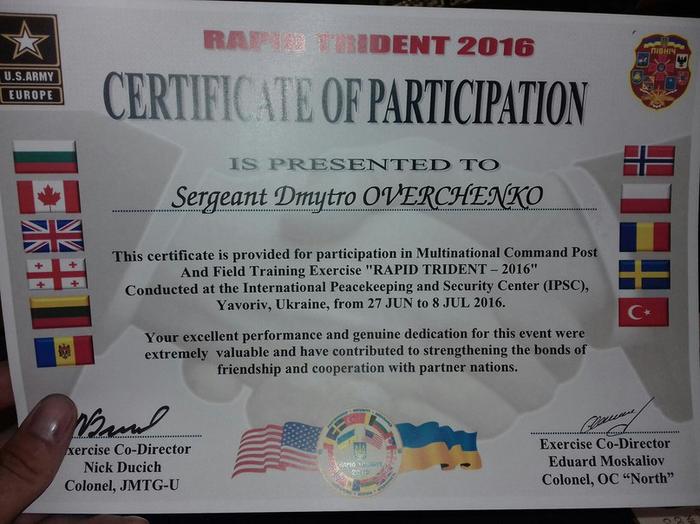 RAPID TRIDENT 2016
U.S.ARMY
EUROPE
ПІВНІЧ
CERTIFICATE OF PARTICIPATION
IS PRESENTED TO
Sergeant Dmytro OVERCHENKO
This certificate is provided for participation in Multinational Command Post
And Field Training Exercise "RAPID TRIDENT – 2016"
Conducted at the International Peacekeeping and Security Center (IPSC),
Yavoriv, Ukraine, from 27 JUN to 8 JUL 2016.
Your excellent performance and genuine dedication for this event were
extremely valuable and have contributed to strengthening the bonds of
friendship and cooperation with partner nations.
Exercise Co-Director
Nick Ducich
Colonel, JMTG-U
RAPID TRIDENT
Exercise Co-Director
Eduard Moskaliov
Colonel, OC “North”